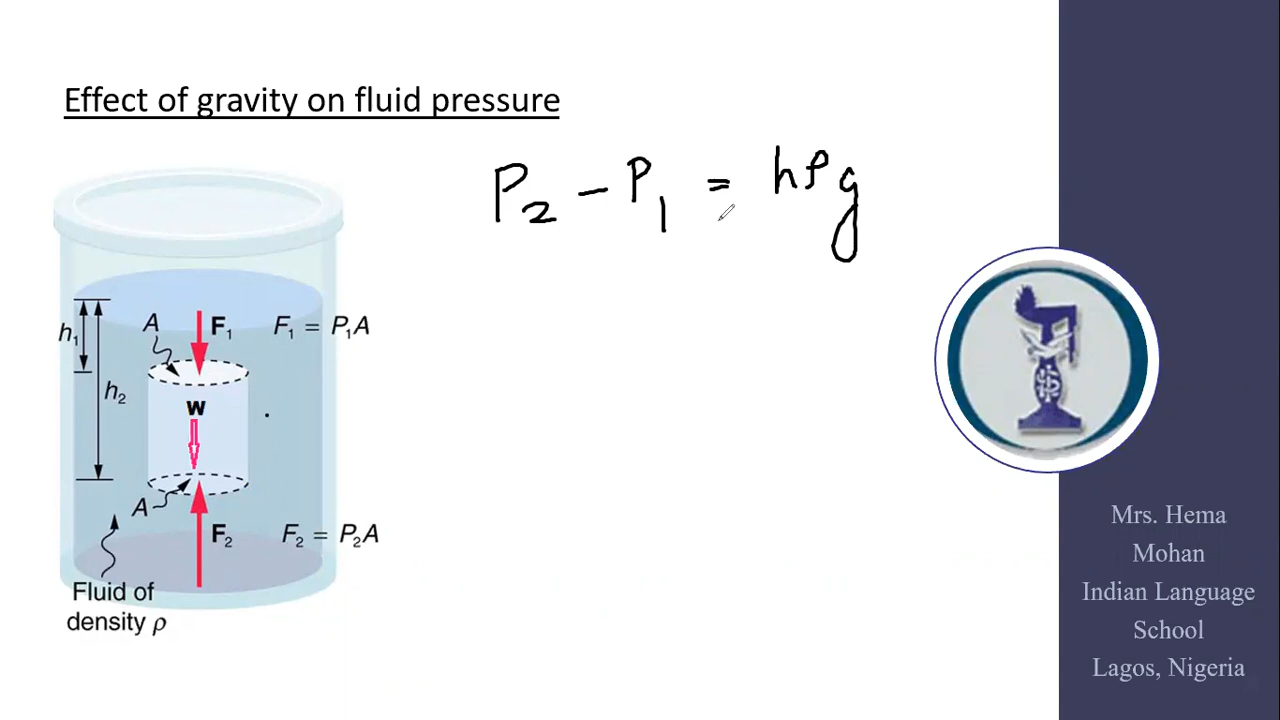 Effect of gravity on fluid pressure
P₂ − P₁ = hρg
h₁
h₂
A
F₁
F₁ = P₁A
w
A
F₂
F₂ = P₂A
Fluid of
density ρ
Mrs. Hema
Mohan
Indian Language
School
Lagos, Nigeria